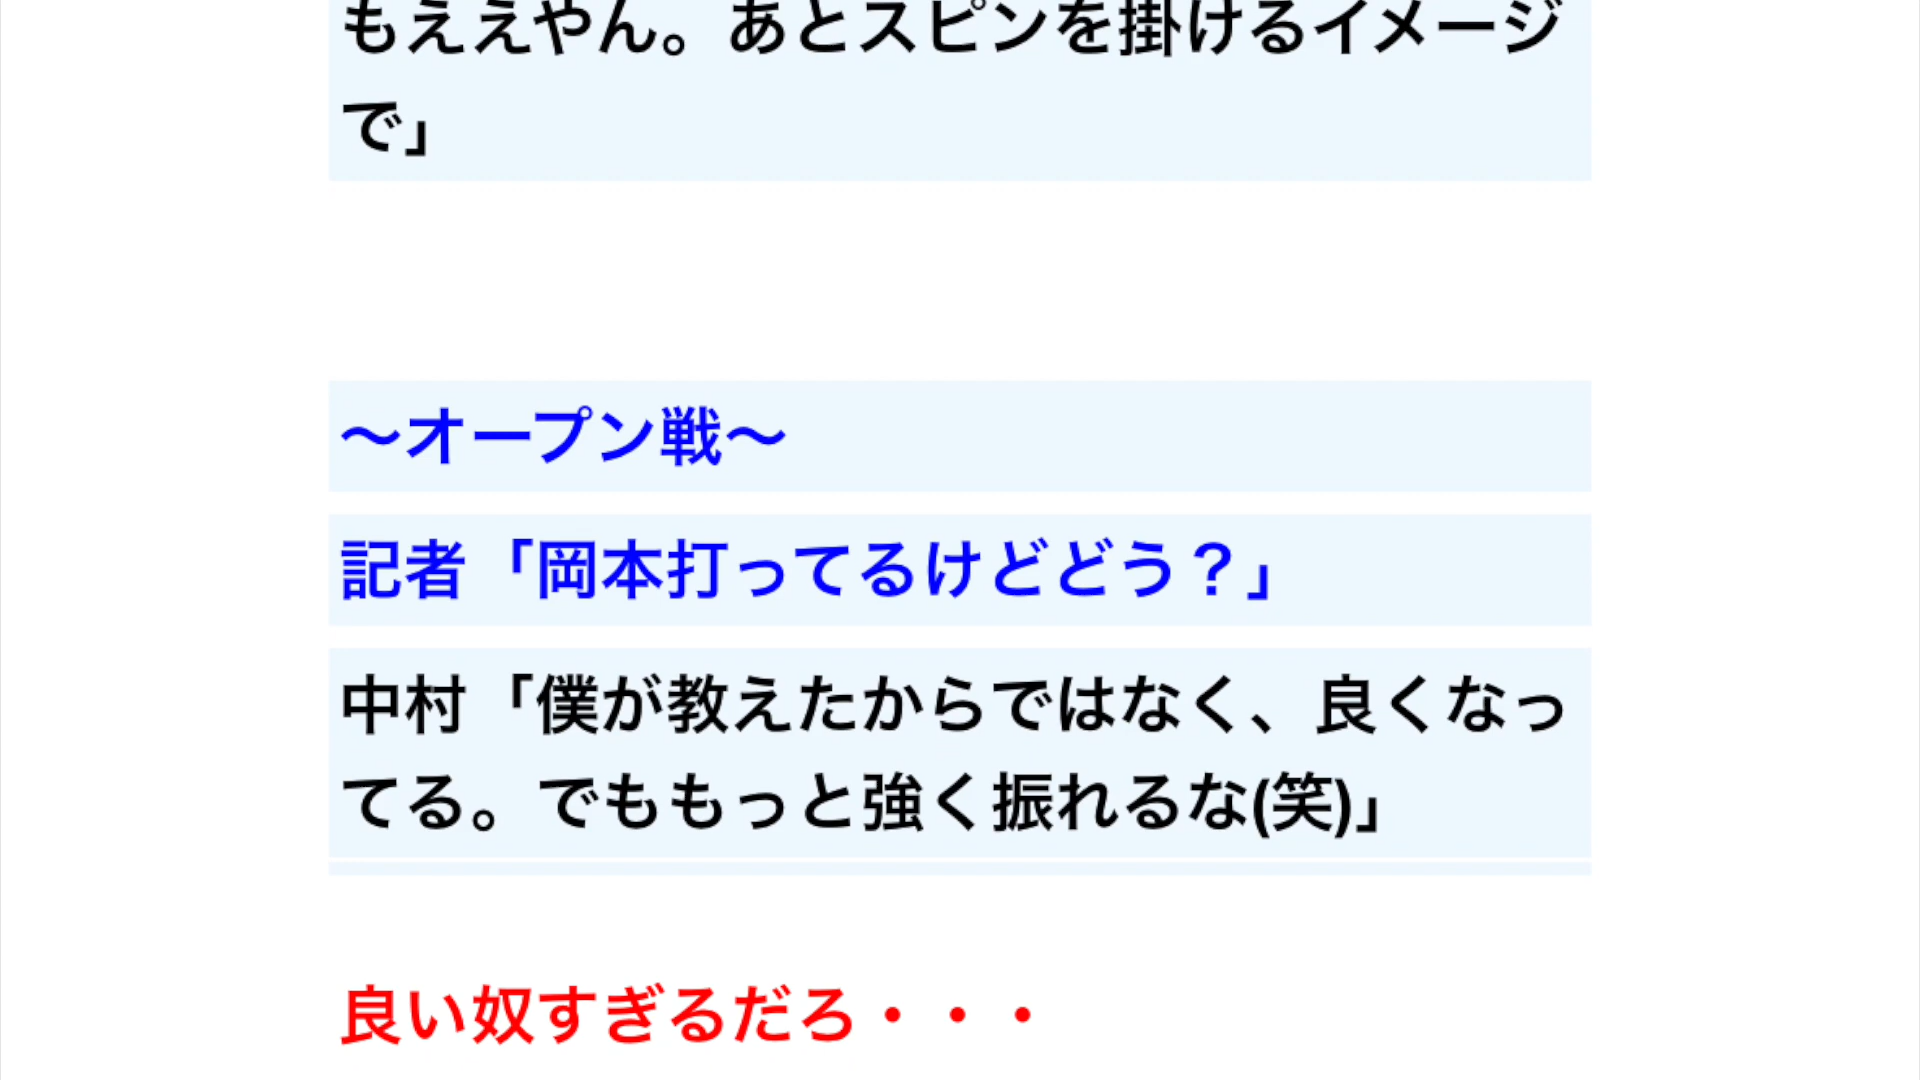 もええやん。あとスピンを掛けるイメージ
で」
〜オープン戦〜
記者「岡本打ってるけどどう？」
中村「僕が教えたからではなく、良くなっ
てる。でももっと強く振れるな(笑)」
良い奴すぎるだろ・・・